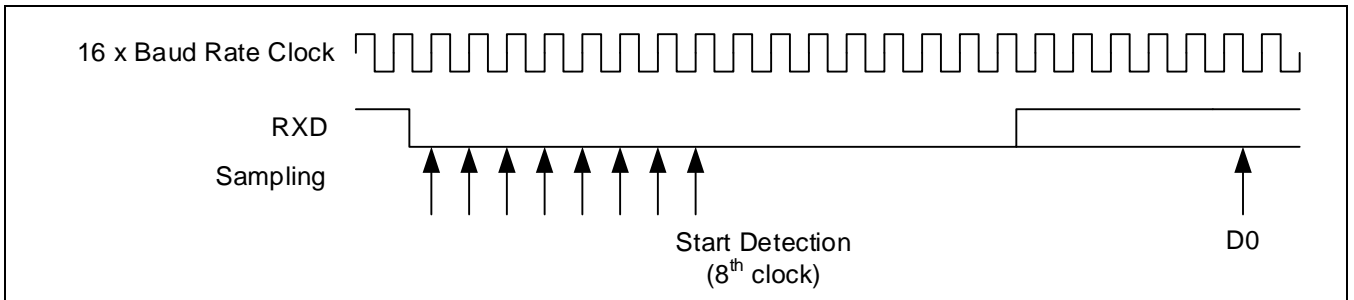 16 x Baud Rate Clock
RXD
Sampling
Start Detection
(8th clock)
D0